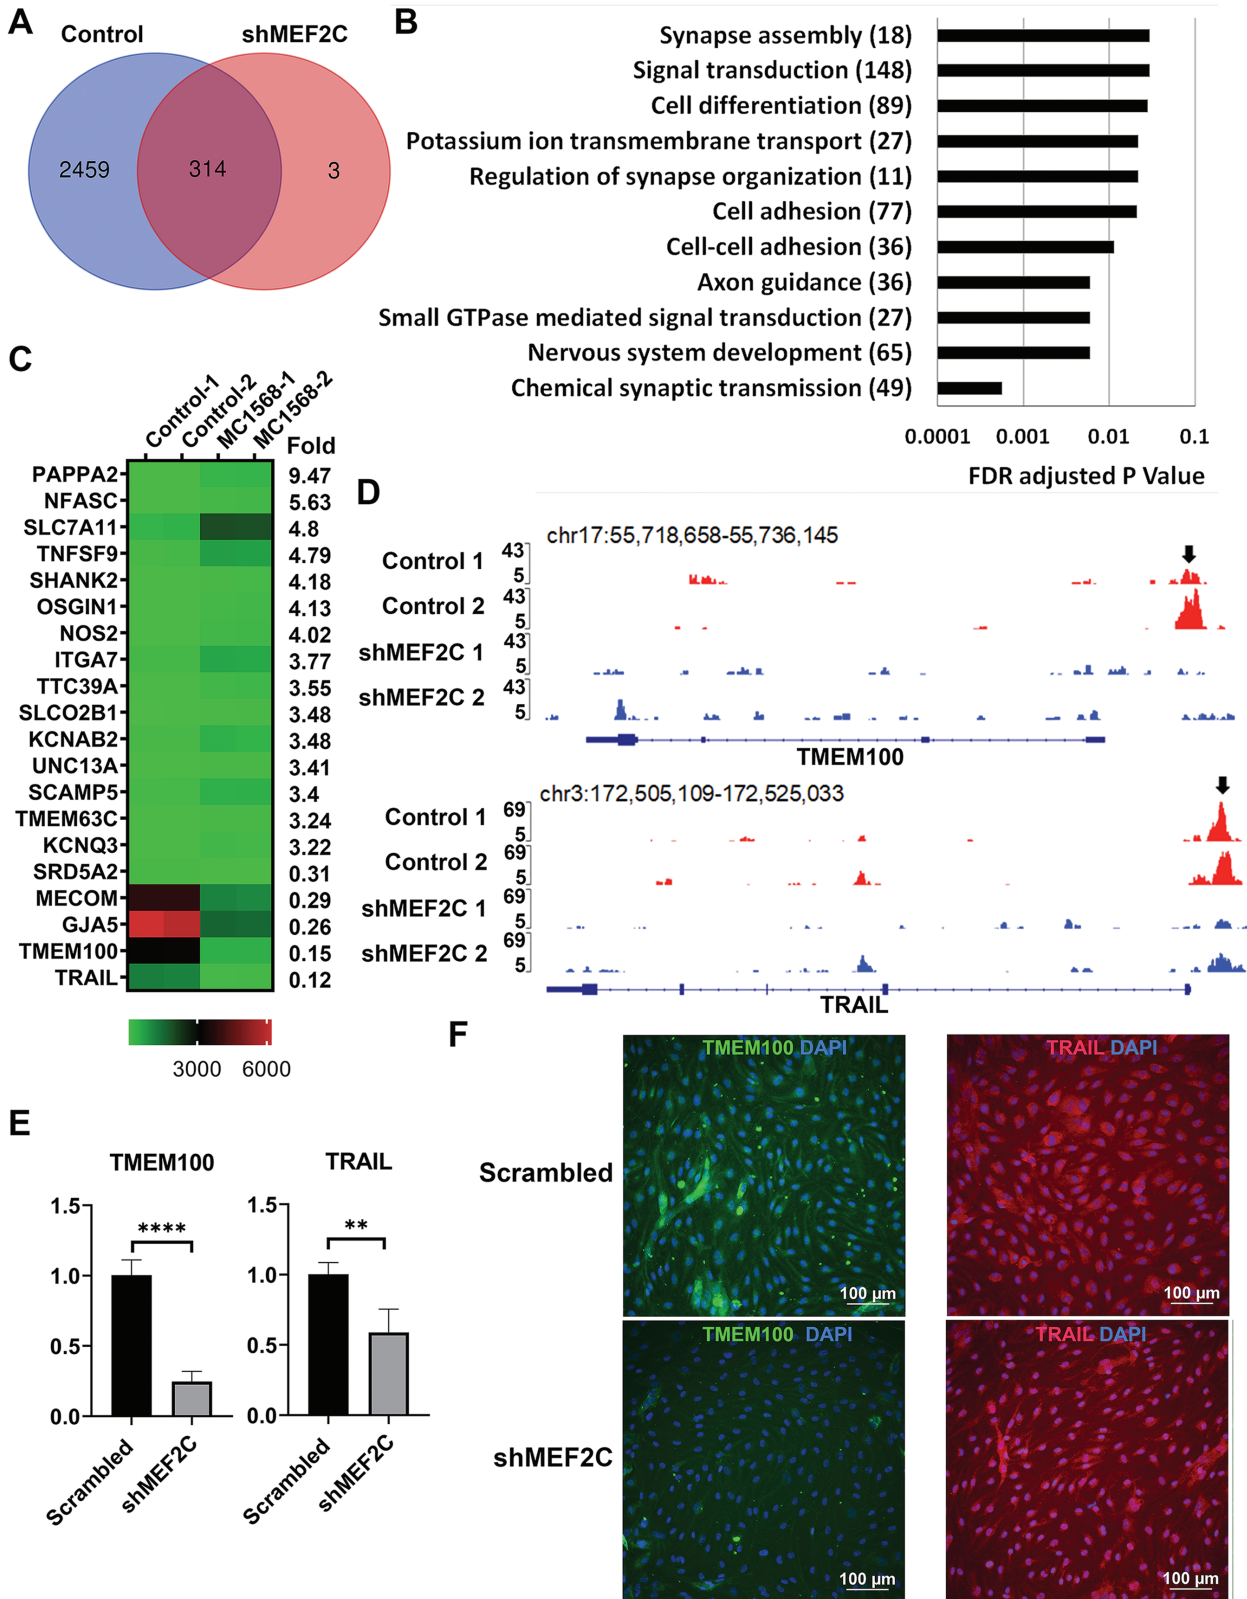 A
Control
shMEF2C
2459
314
3
B
Synapse assembly (18)
Signal transduction (148)
Cell differentiation (89)
Potassium ion transmembrane transport (27)
Regulation of synapse organization (11)
Cell adhesion (77)
Cell-cell adhesion (36)
Axon guidance (36)
Small GTPase mediated signal transduction (27)
Nervous system development (65)
Chemical synaptic transmission (49)
0.0001 0.001 0.01 0.1
FDR adjusted P Value
C
Control-1
Control-2
MC1568-1
MC1568-2
Fold
PAPPA2 9.47
NFASC 5.63
SLC7A11 4.8
TNFSF9 4.79
SHANK2 4.18
OSGIN1 4.13
NOS2 4.02
ITGA7 3.77
TTC39A 3.55
SLCO2B1 3.48
KCNAB2 3.48
UNC13A 3.41
SCAMP5 3.4
TMEM63C 3.24
KCNQ3 3.22
SRD5A2 0.31
MECOM 0.29
GJA5 0.26
TMEM100 0.15
TRAIL 0.12
3000 6000
D
chr17:55,718,658-55,736,145
Control 1 43
5
Control 2 43
5
shMEF2C 1 43
5
shMEF2C 2 43
5
TMEM100
chr3:172,505,109-172,525,033
Control 1 69
5
Control 2 69
5
shMEF2C 1 69
5
shMEF2C 2 69
5
TRAIL
E
TMEM100
1.5
1.0
0.5
0.0
****
Scrambled
shMEF2C
TRAIL
1.5
1.0
0.5
0.0
**
Scrambled
shMEF2C
F
Scrambled
TMEM100 DAPI
100 µm
TRAIL DAPI
100 µm
shMEF2C
TMEM100 DAPI
100 µm
TRAIL DAPI
100 µm